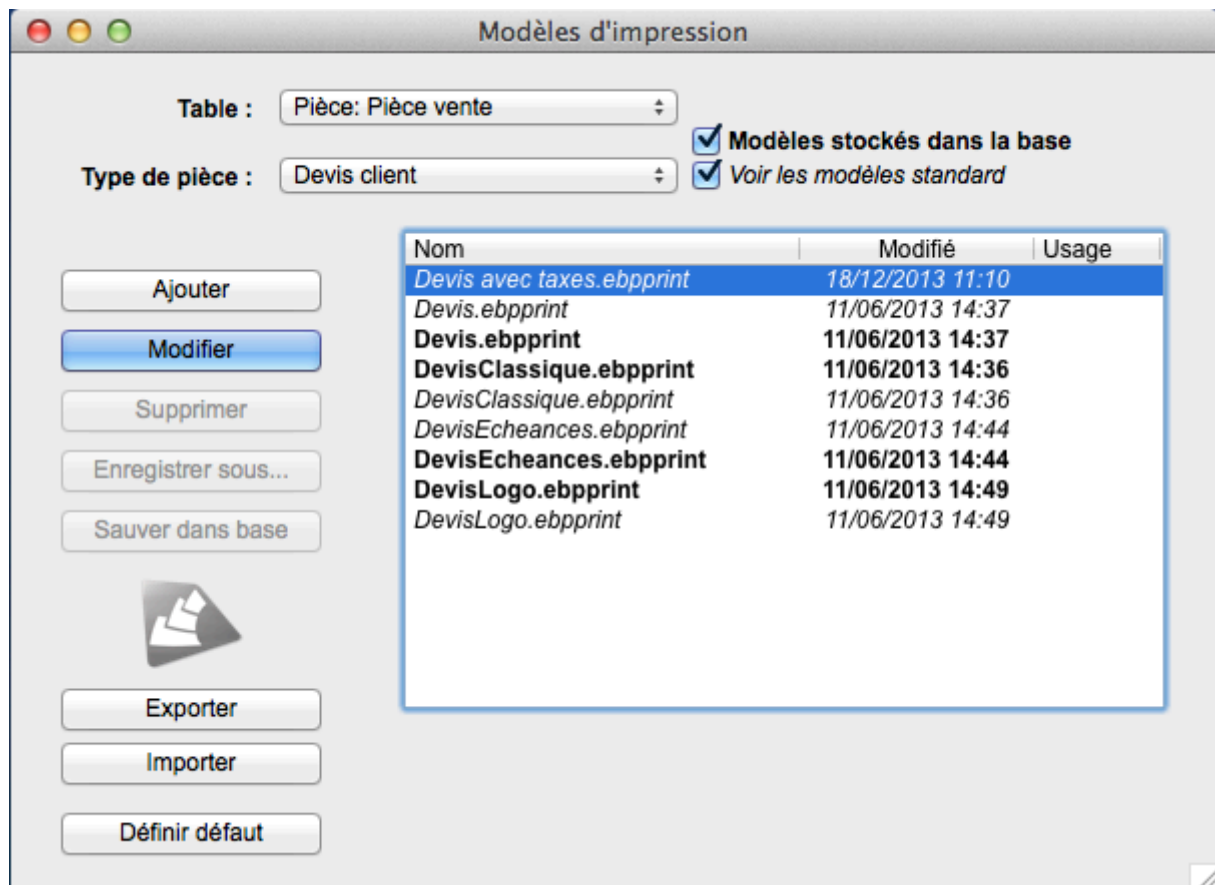 Modèles d'impression
Table : Pièce: Pièce vente
Modèles stockés dans la base
Type de pièce : Devis client
Voir les modèles standard
Nom Modifié Usage
Devis avec taxes.ebpprint 18/12/2013 11:10
Devis.ebpprint 11/06/2013 14:37
Devis.ebpprint 11/06/2013 14:37
DevisClassique.ebpprint 11/06/2013 14:36
DevisClassique.ebpprint 11/06/2013 14:36
DevisEcheances.ebpprint 11/06/2013 14:44
DevisEcheances.ebpprint 11/06/2013 14:44
DevisLogo.ebpprint 11/06/2013 14:49
DevisLogo.ebpprint 11/06/2013 14:49
Ajouter
Modifier
Supprimer
Enregistrer sous...
Sauver dans base
Exporter
Importer
Définir défaut